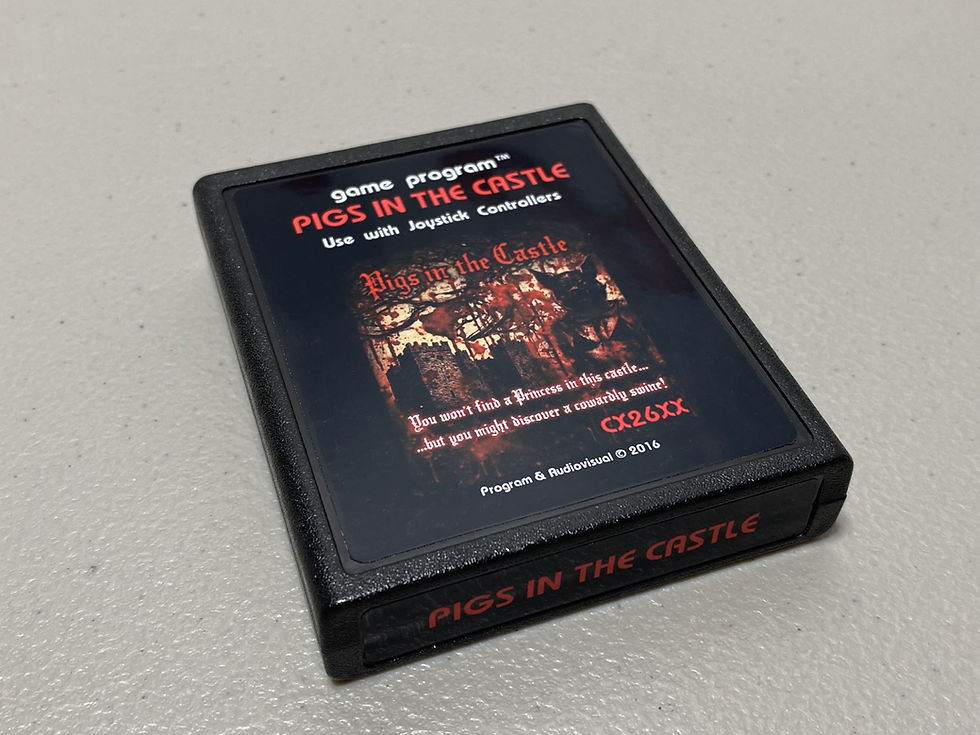 game program™
PIGS IN THE CASTLE
Use with Joystick Controllers
Pigs in the Castle
You won't find a Princess in this castle...
...but you might discover a cowardly swine!
CX26XX
Program & Audiovisual © 2016
PIGS IN THE CASTLE